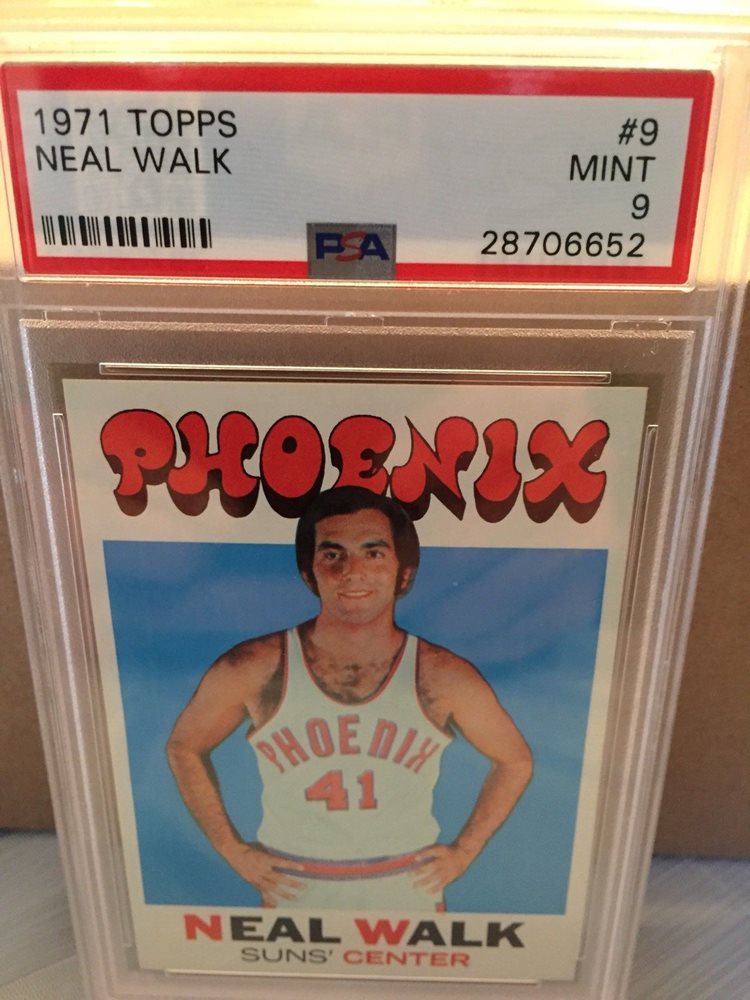 1971 TOPPS #9
NEAL WALK MINT
9
PSA 28706652
PHOENIX
PHOENIX
41
NEAL WALK
SUNS' CENTER